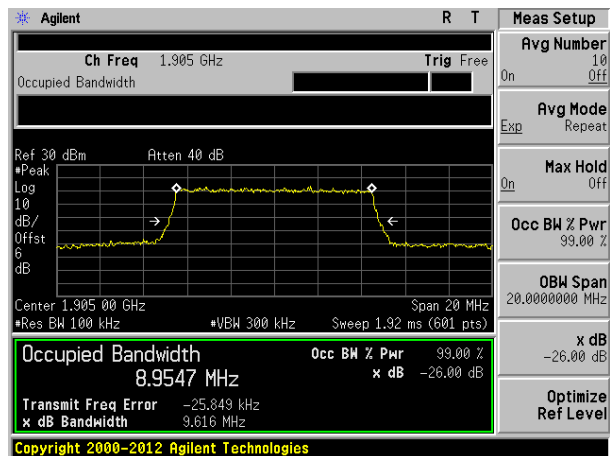 Agilent R T
Ch Freq 1.905 GHz Trig Free
Occupied Bandwidth
Ref 30 dBm Atten 40 dB
#Peak
Log
10
dB/
Offst
6
dB
Center 1.905 00 GHz Span 20 MHz
#Res BW 100 kHz #VBW 300 kHz Sweep 1.92 ms (601 pts)
Occupied Bandwidth Occ BW % Pwr 99.00 %
8.9547 MHz x dB -26.00 dB
Transmit Freq Error -25.849 kHz
x dB Bandwidth 9.616 MHz
Copyright 2000-2012 Agilent Technologies
Meas Setup
Avg Number
10
On Off
Avg Mode
Exp Repeat
Max Hold
On Off
Occ BW % Pwr
99.00 %
OBW Span
20.0000000 MHz
x dB
-26.00 dB
Optimize
Ref Level